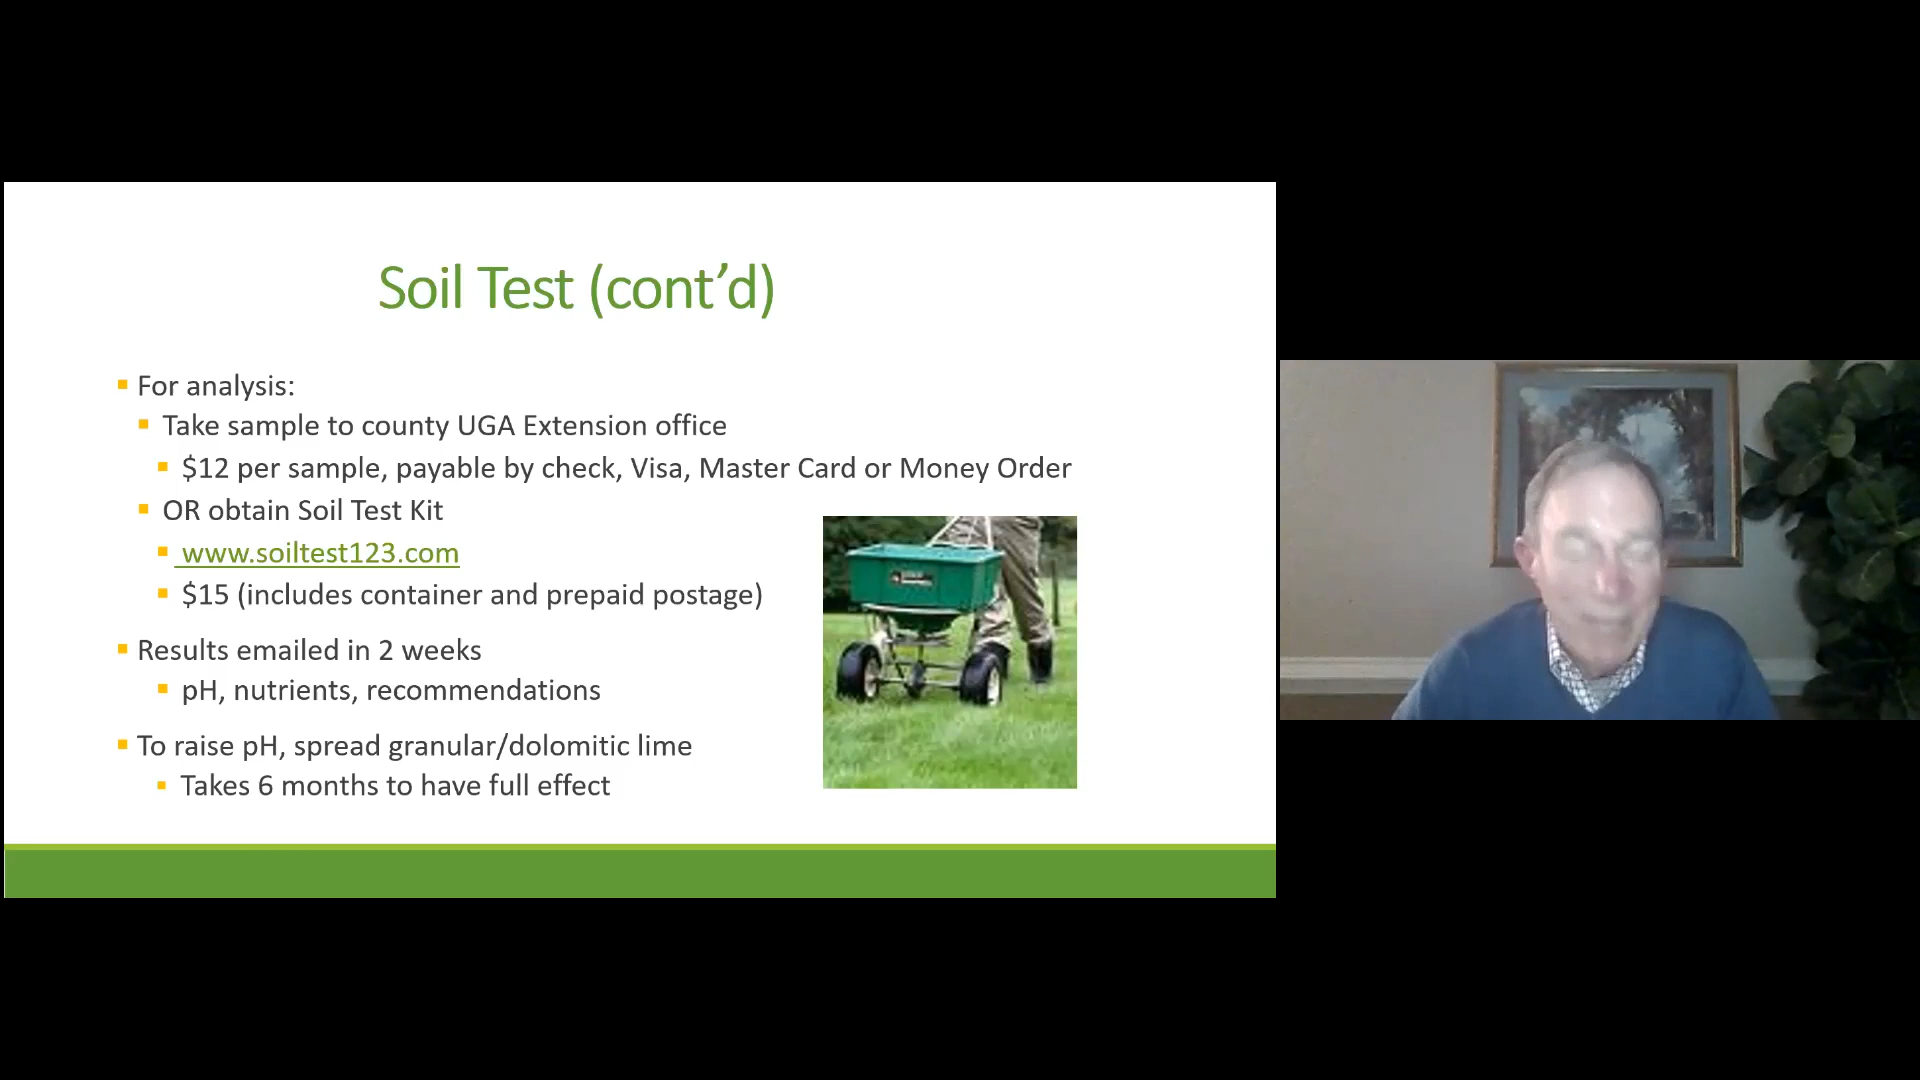 Soil Test (cont’d)
For analysis:
Take sample to county UGA Extension office
$12 per sample, payable by check, Visa, Master Card or Money Order
OR obtain Soil Test Kit
www.soiltest123.com
$15 (includes container and prepaid postage)
Results emailed in 2 weeks
pH, nutrients, recommendations
To raise pH, spread granular/dolomitic lime
Takes 6 months to have full effect